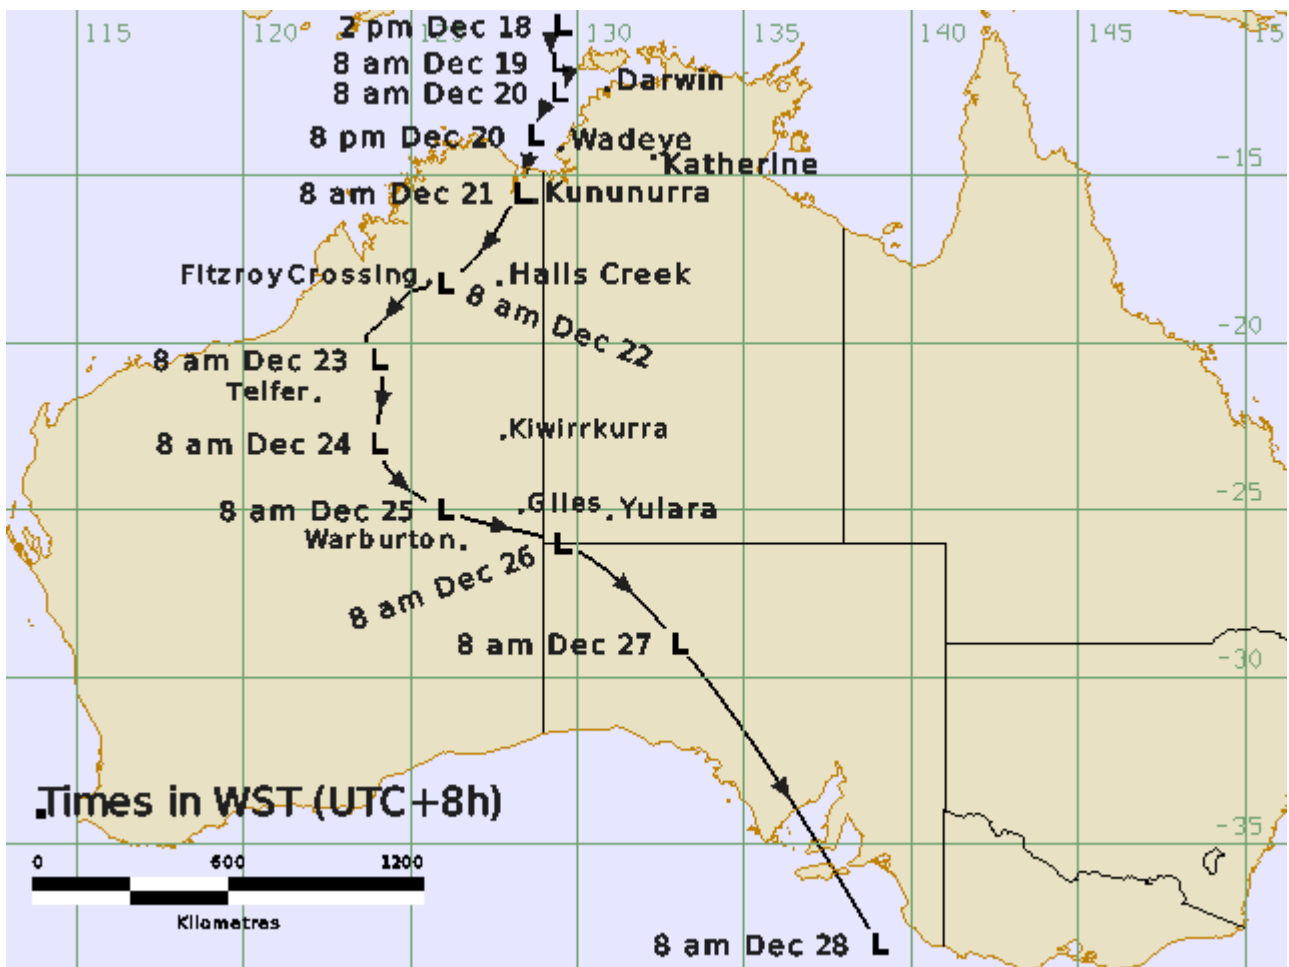 115
120
125
130
135
140
145
15
2 pm Dec 18 L
8 am Dec 19 L
Darwin
8 am Dec 20 L
8 pm Dec 20 L
Wadeye
Katherine
-15
8 am Dec 21 L
Kununurra
Fitzroy Crossing
L
Halls Creek
8 am Dec 22
-20
8 am Dec 23 L
Telfer
Kiwirrkurra
8 am Dec 24 L
-25
Giles
Yulara
8 am Dec 25 L
Warburton
L
8 am Dec 26
8 am Dec 27 L
-30
Times in WST (UTC+8h)
-35
0 600 1200
Kilometres
8 am Dec 28 L